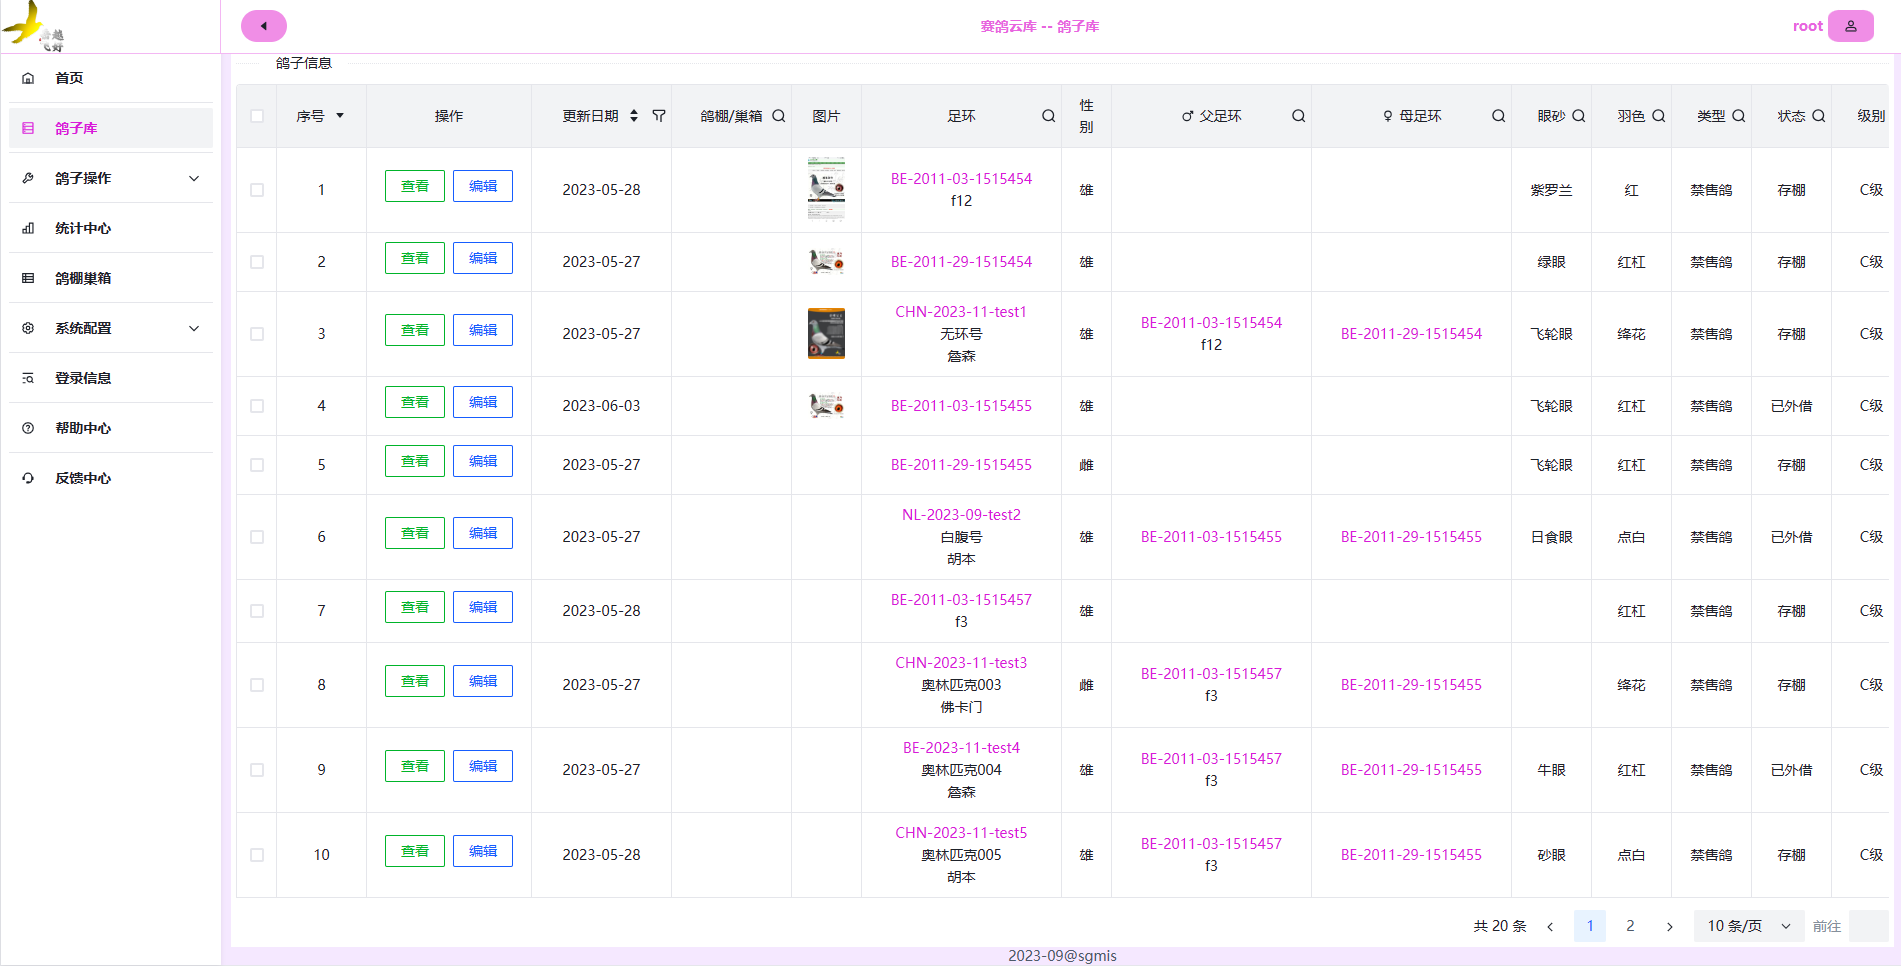 赛鸽云库 -- 鸽子库
root
首页
鸽子库
鸽子操作
统计中心
鸽棚巢箱
系统配置
登录信息
帮助中心
反馈中心
鸽子信息
序号 操作 更新日期 鸽棚/巢箱 图片 足环 性别 ♂ 父足环 ♀ 母足环 眼砂 羽色 类型 状态 级别
1 查看 编辑 2023-05-28 BE-2011-03-1515454 雄 紫罗兰 红 禁售鸽 存棚 C级
f12
2 查看 编辑 2023-05-27 BE-2011-29-1515454 雄 绿眼 红杠 禁售鸽 存棚 C级
3 查看 编辑 2023-05-27 CHN-2023-11-test1 雄 BE-2011-03-1515454 BE-2011-29-1515454 飞轮眼 绛花 禁售鸽 存棚 C级
无环号 f12
詹森
4 查看 编辑 2023-06-03 BE-2011-03-1515455 雄 飞轮眼 红杠 禁售鸽 已外借 C级
5 查看 编辑 2023-05-27 BE-2011-29-1515455 雌 飞轮眼 红杠 禁售鸽 存棚 C级
6 查看 编辑 2023-05-27 NL-2023-09-test2 雄 BE-2011-03-1515455 BE-2011-29-1515455 日食眼 点白 禁售鸽 已外借 C级
白腹号
胡本
7 查看 编辑 2023-05-28 BE-2011-03-1515457 雄 红杠 禁售鸽 存棚 C级
f3
8 查看 编辑 2023-05-27 CHN-2023-11-test3 雌 BE-2011-03-1515457 BE-2011-29-1515455 绛花 禁售鸽 存棚 C级
奥林匹克003 f3
佛卡门
9 查看 编辑 2023-05-27 BE-2023-11-test4 雄 BE-2011-03-1515457 BE-2011-29-1515455 牛眼 红杠 禁售鸽 已外借 C级
奥林匹克004 f3
詹森
10 查看 编辑 2023-05-28 CHN-2023-11-test5 雄 BE-2011-03-1515457 BE-2011-29-1515455 砂眼 点白 禁售鸽 存棚 C级
奥林匹克005 f3
胡本
共 20 条 1 2 10 条/页 前往
2023-09@sgmis